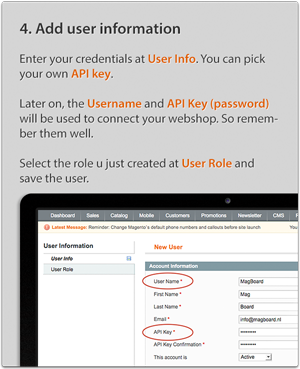 4. Add user information
Enter your credentials at User Info. You can pick
your own API key.
Later on, the Username and API Key (password)
will be used to connect your webshop. So remem-
ber them well.
Select the role u just created at User Role and
save the user.
Dashboard Sales Catalog Mobile Customers Promotions Newsletter CMS
Latest Message: Reminder: Change Magento's default phone numbers and callouts before site launch
User Information
User Info
User Role
New User
Account Information
User Name * MagBoard
First Name * Mag
Last Name * Board
Email * info@magboard.nl
API Key * ••••••••
API Key Confirmation * ••••••••
This account is Active